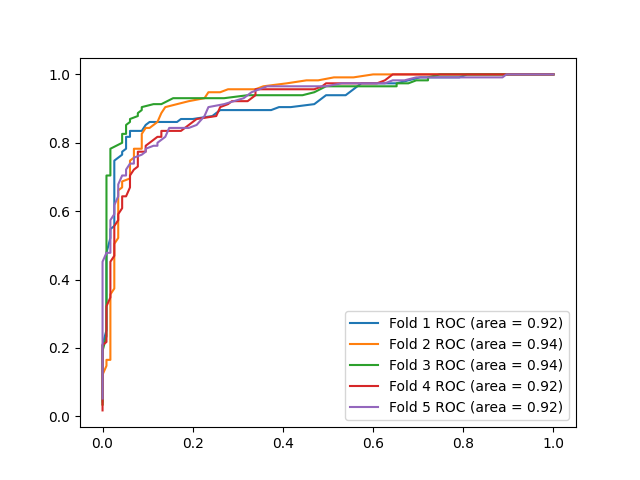 1.0
0.8
0.6
0.4
0.2
0.0
0.0 0.2 0.4 0.6 0.8 1.0
Fold 1 ROC (area = 0.92)
Fold 2 ROC (area = 0.94)
Fold 3 ROC (area = 0.94)
Fold 4 ROC (area = 0.92)
Fold 5 ROC (area = 0.92)